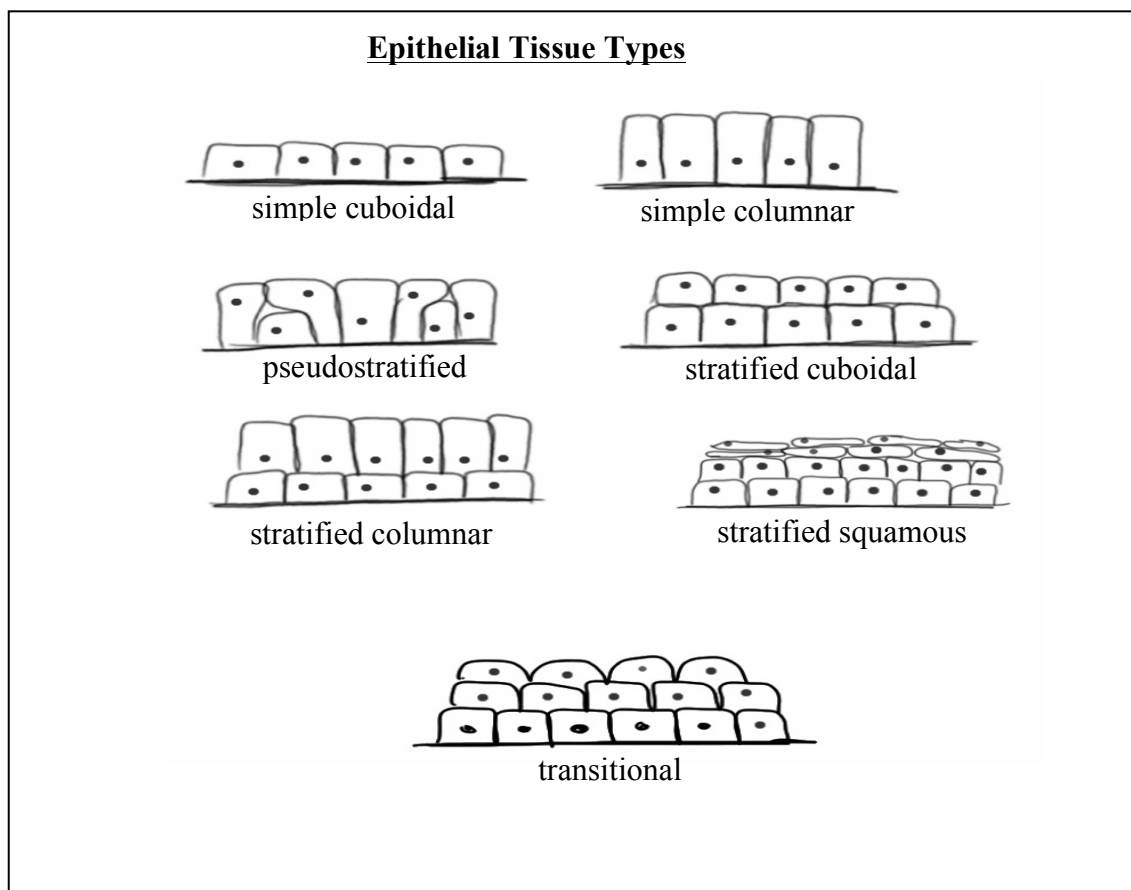 Epithelial Tissue Types
simple cuboidal
simple columnar
pseudostratified
stratified cuboidal
stratified columnar
stratified squamous
transitional